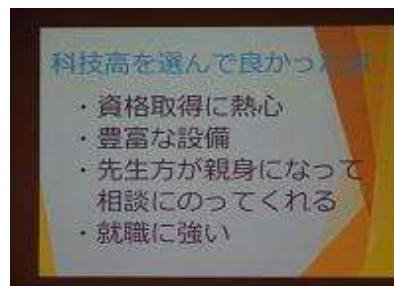 科技高を選んで良かった
・資格取得に熱心
・豊富な設備
・先生方が親身になって
相談にのってくれる
・就職に強い